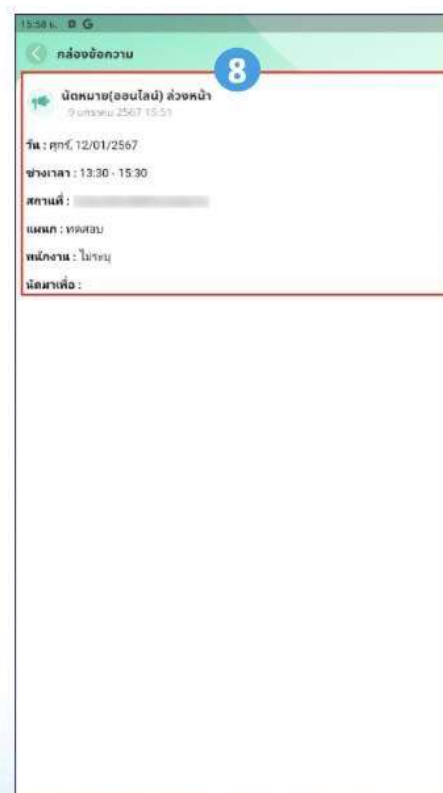 15:58 น. G
กล่องข้อความ
8
นัดหมาย(ออนไลน์) ล่วงหน้า
9 มกราคม 2567 15:51
วัน : ศุกร์, 12/01/2567
ช่วงเวลา : 13:30 - 15:30
สถานที่ :
แผนก : ทดสอบ
พนักงาน : ไม่ระบุ
นัดมาเพื่อ :